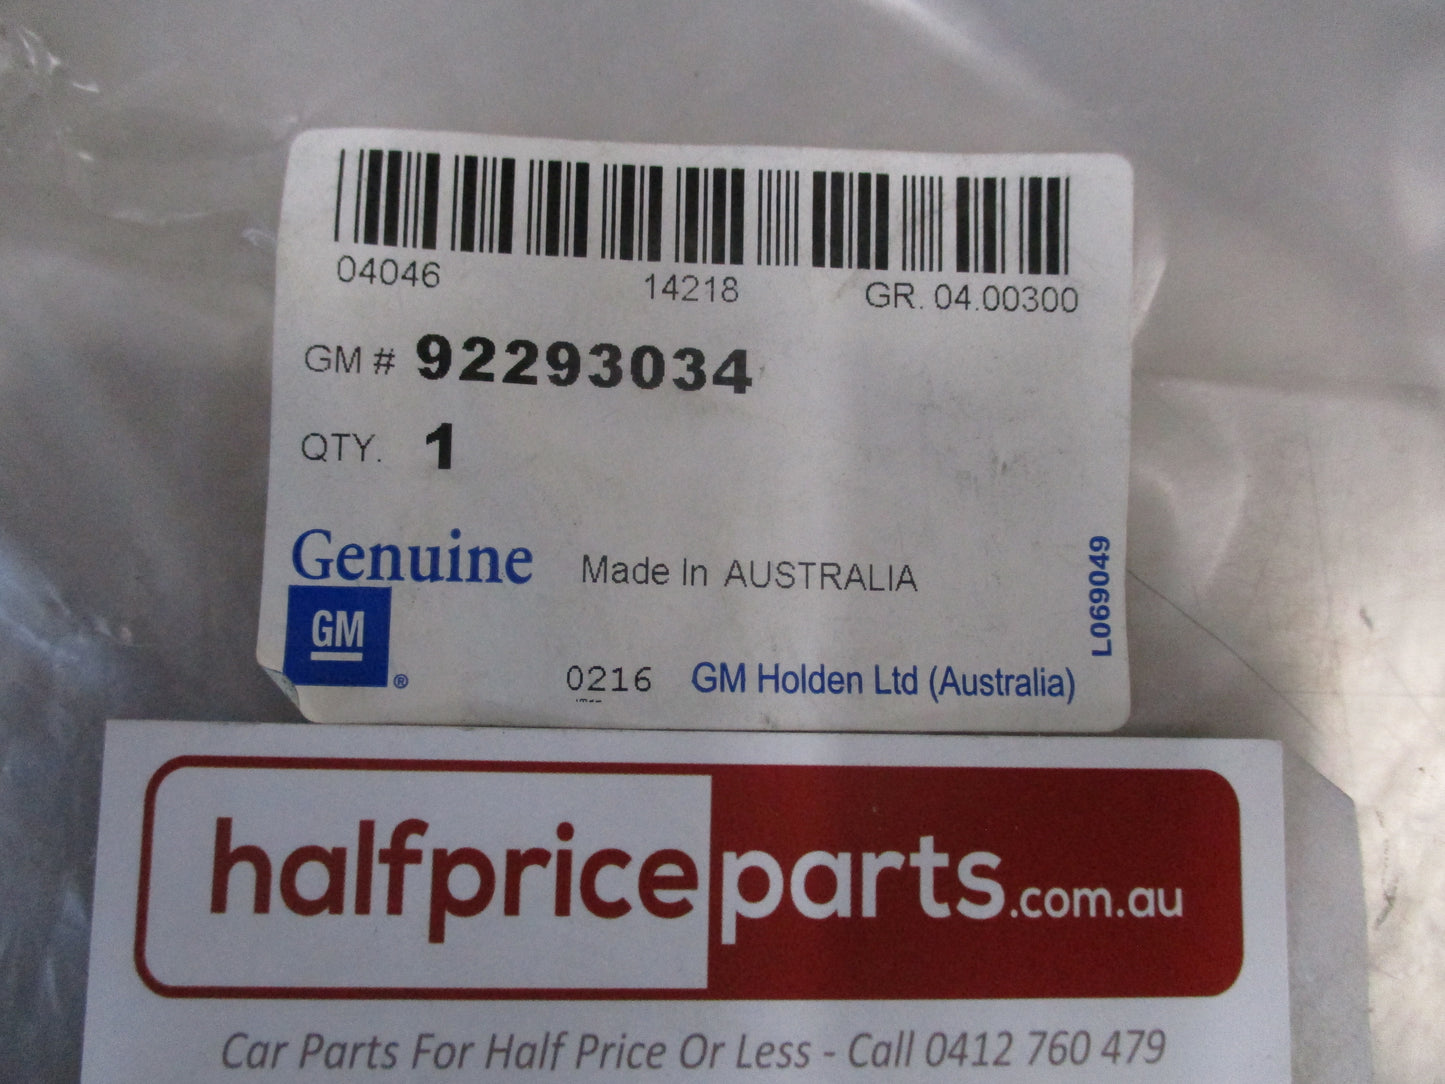 04046 14218 GR. 04.00300
GM # 92293034
QTY. 1
Genuine Made In AUSTRALIA
GM ®
L069049
0216 GM Holden Ltd (Australia)
halfpriceparts.com.au
Car Parts For Half Price Or Less - Call 0412 760 479